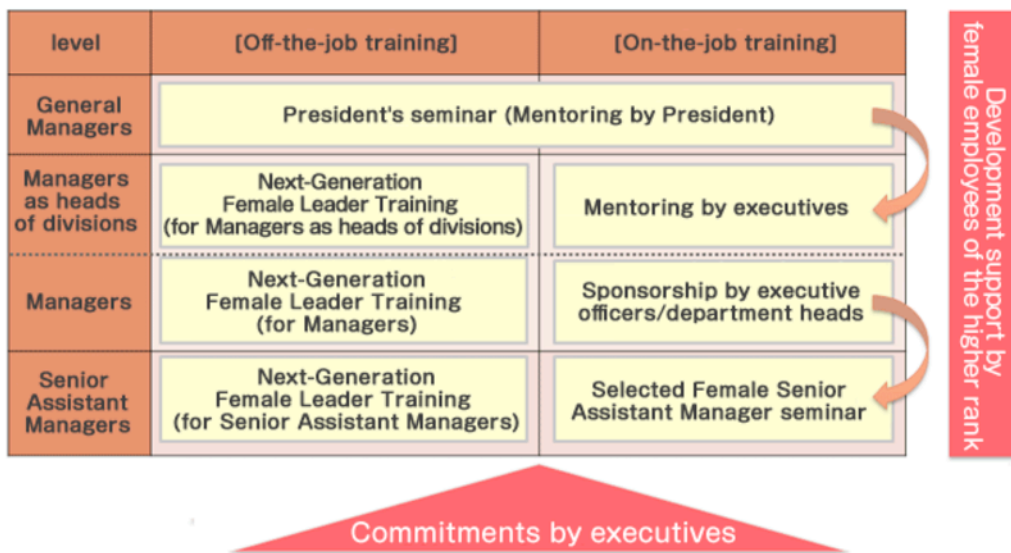 level
[Off-the-job training]
[On-the-job training]
General
Managers
President's seminar (Mentoring by President)
Managers
as heads
of divisions
Next-Generation
Female Leader Training
(for Managers as heads of divisions)
Mentoring by executives
Managers
Next-Generation
Female Leader Training
(for Managers)
Sponsorship by executive
officers/department heads
Senior
Assistant
Managers
Next-Generation
Female Leader Training
(for Senior Assistant Managers)
Selected Female Senior
Assistant Manager seminar
Development support by
female employees of the higher rank
Commitments by executives